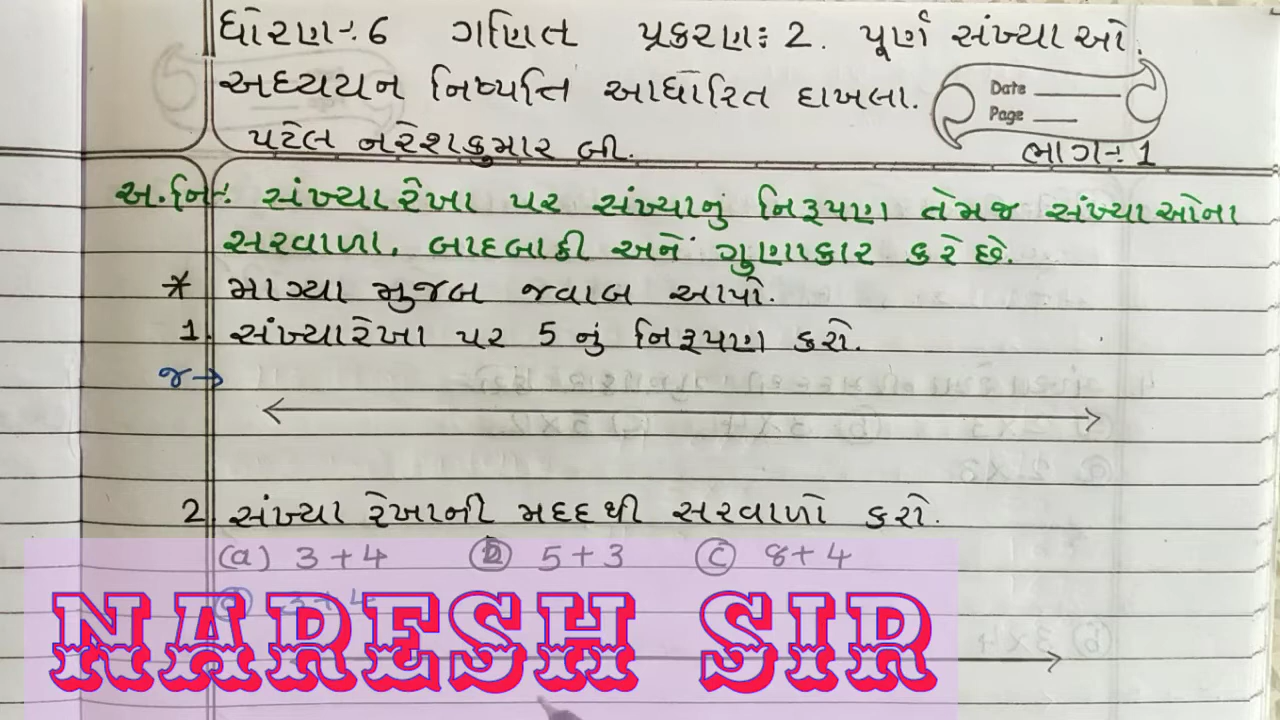 ધોરણઃ 6 ગણિત પ્રકરણઃ 2. પૂર્ણ સંખ્યાઓ.
અધ્યયન નિષ્પત્તિ આધારિત દાખલા.
Date
Page
પટેલ નરેશકુમાર બી.
ભાગઃ 1
અ.નિઃ સંખ્યારેખા પર સંખ્યાનું નિરૂપણ તેમજ સંખ્યાઓના
સરવાળા, બાદબાકી અને ગુણાકાર કરે છે.
* માગ્યા મુજબ જવાબ આપો.
1. સંખ્યારેખા પર 5 નું નિરૂપણ કરો.
જ →
2. સંખ્યા રેખાની મદદથી સરવાળો કરો.
(a) 3+4 (b) 5+3 (c) 8+4
(a) 3+4
NARESH SIR